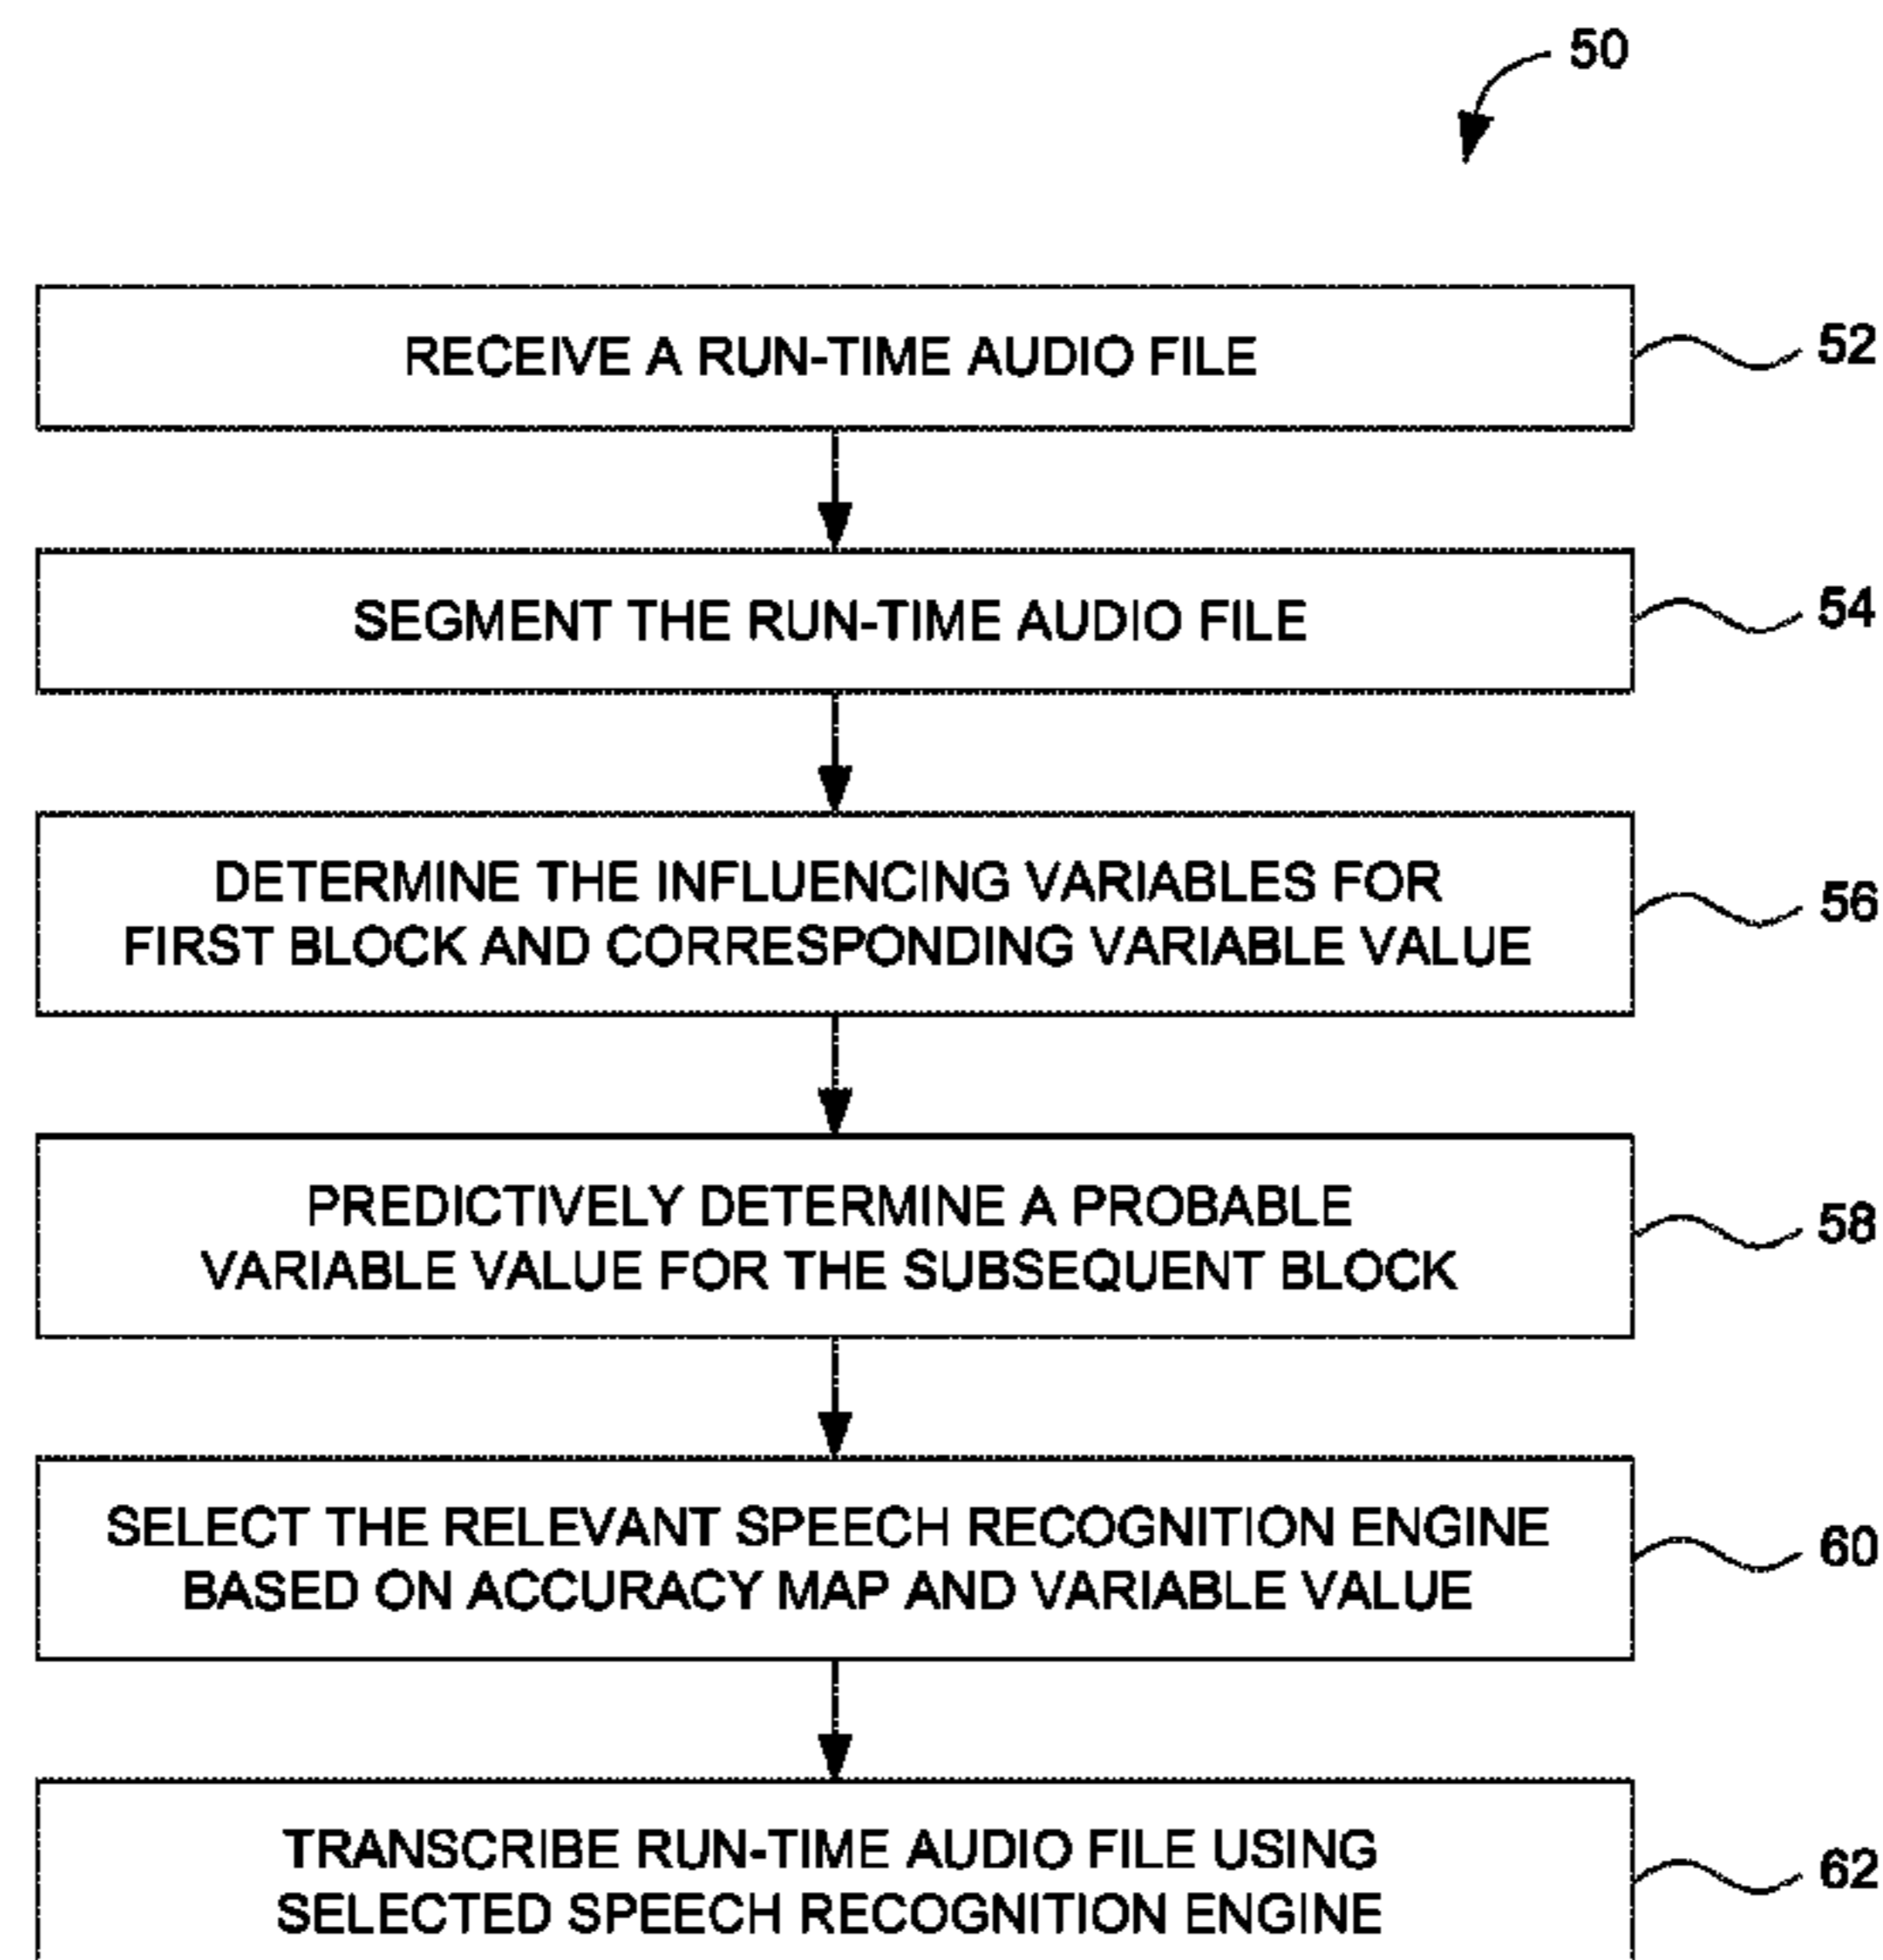 50
RECEIVE A RUN-TIME AUDIO FILE
52
SEGMENT THE RUN-TIME AUDIO FILE
54
DETERMINE THE INFLUENCING VARIABLES FOR
FIRST BLOCK AND CORRESPONDING VARIABLE VALUE
56
PREDICTIVELY DETERMINE A PROBABLE
VARIABLE VALUE FOR THE SUBSEQUENT BLOCK
58
SELECT THE RELEVANT SPEECH RECOGNITION ENGINE
BASED ON ACCURACY MAP AND VARIABLE VALUE
60
TRANSCRIBE RUN-TIME AUDIO FILE USING
SELECTED SPEECH RECOGNITION ENGINE
62